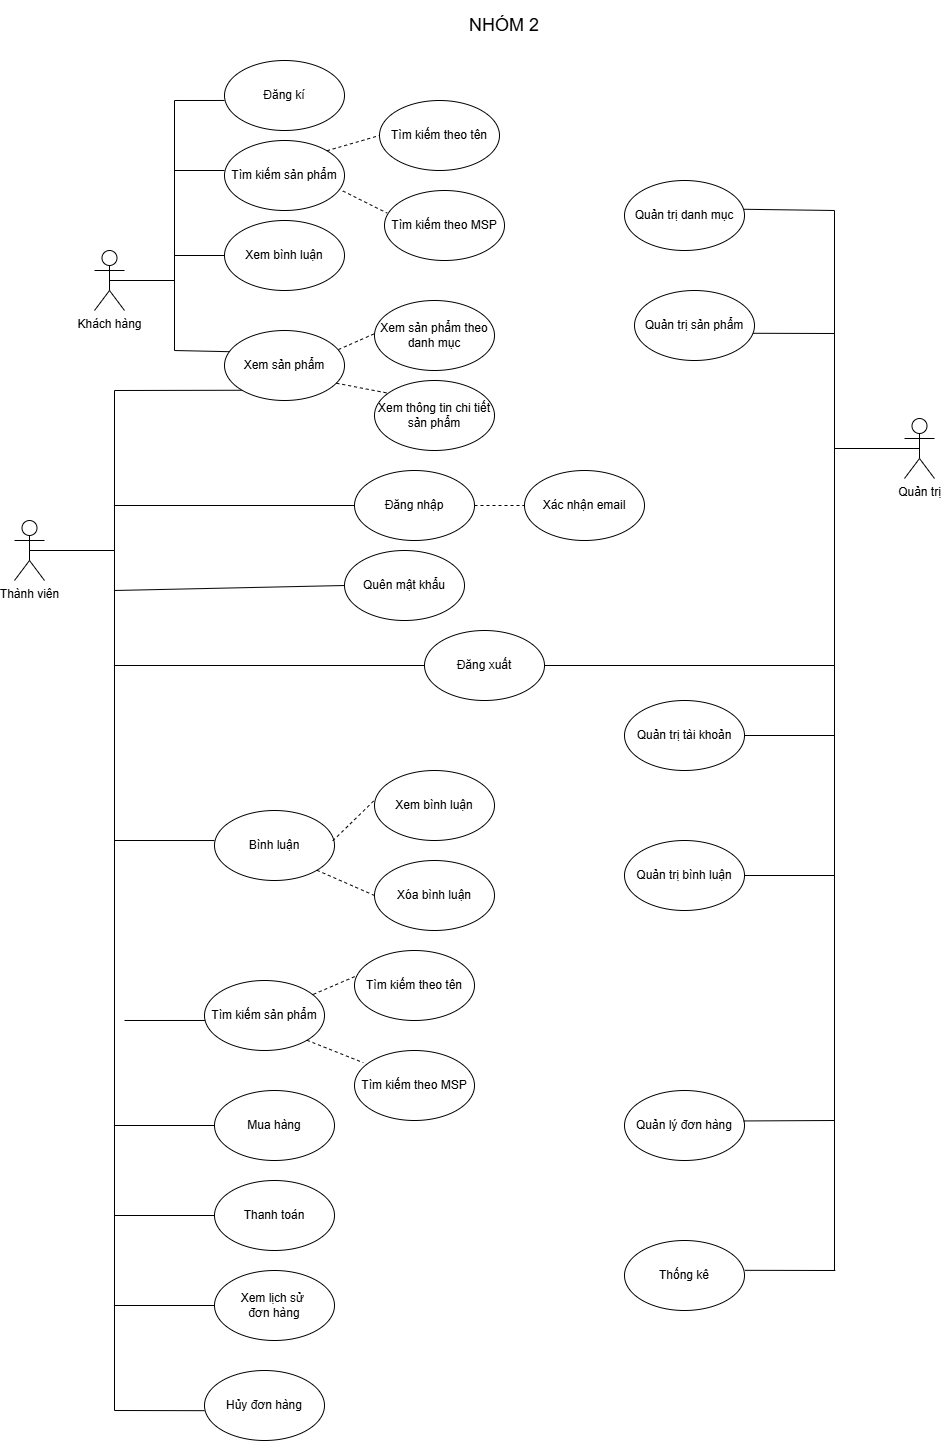 NHÓM 2
Đăng kí
Tìm kiếm theo tên
Tìm kiếm sản phẩm
Tìm kiếm theo MSP
Quản trị danh mục
Xem bình luận
Khách hàng
Xem sản phẩm theo
danh mục
Quản trị sản phẩm
Xem sản phẩm
Xem thông tin chi tiết
sản phẩm
Quản trị
Đăng nhập
Xác nhận email
Thành viên
Quên mật khẩu
Đăng xuất
Quản trị tài khoản
Xem bình luận
Bình luận
Quản trị bình luận
Xóa bình luận
Tìm kiếm theo tên
Tìm kiếm sản phẩm
Tìm kiếm theo MSP
Mua hàng
Quản lý đơn hàng
Thanh toán
Thống kê
Xem lịch sử
đơn hàng
Hủy đơn hàng